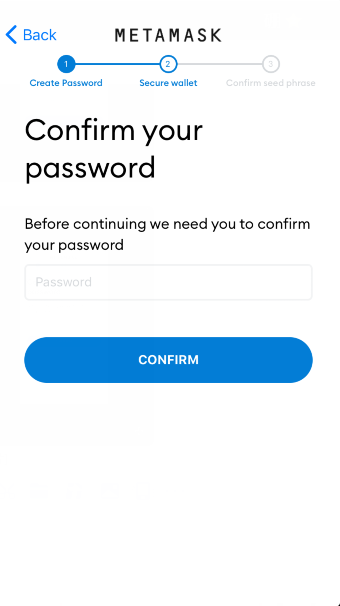 Back
METAMASK
1
2
3
Create Password
Secure wallet
Confirm seed phrase
Confirm your
password
Before continuing we need you to confirm
your password
Password
CONFIRM